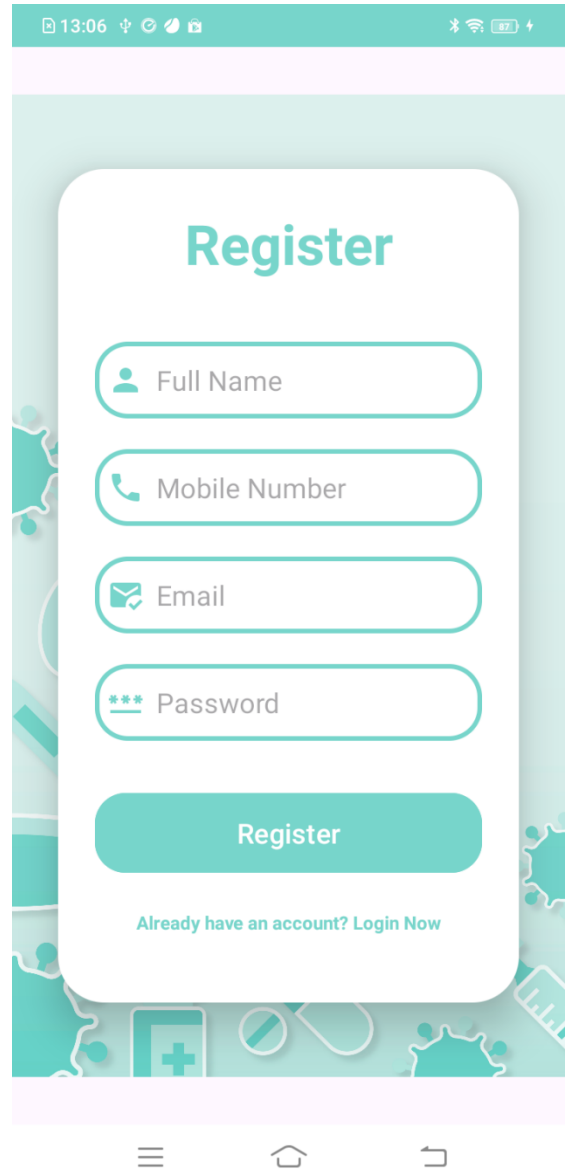 13:06
87
Register
Full Name
Mobile Number
Email
*** Password
Register
Already have an account? Login Now